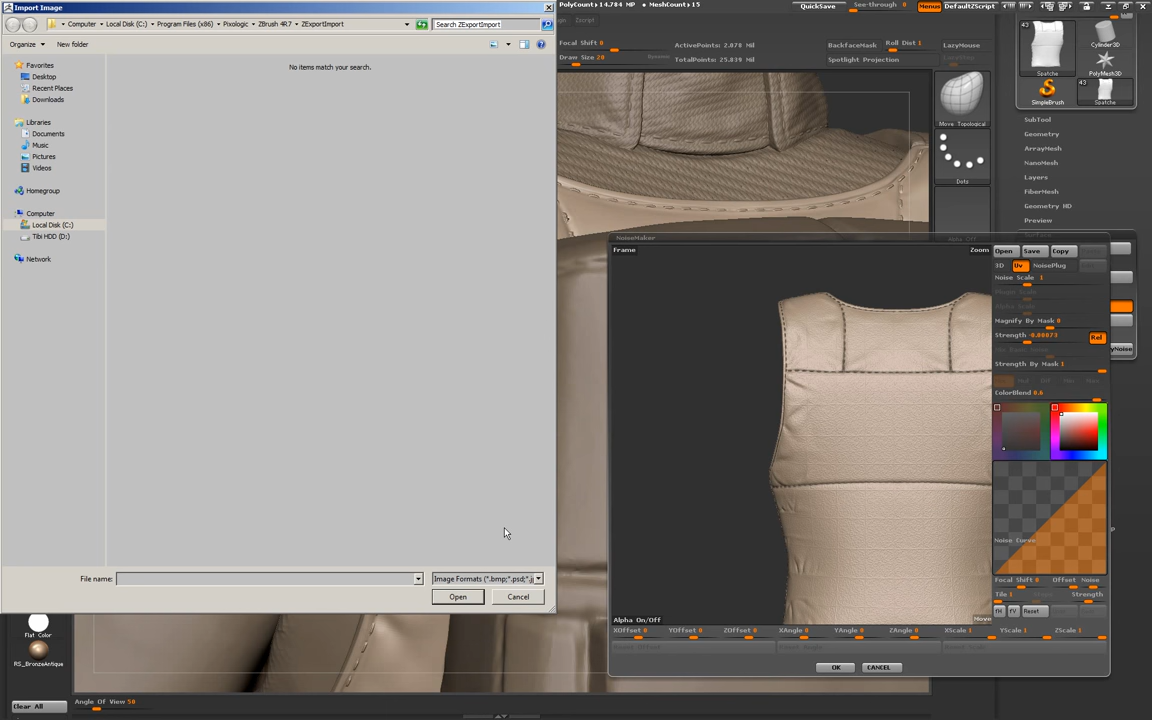 Import Image
Computer ▸ Local Disk (C:) ▸ Program Files (x86) ▸ Pixologic ▸ ZBrush 4R7 ▸ ZExportImport
Search ZExportImport
Organize
New folder
No items match your search.
Favorites
Desktop
Recent Places
Downloads
Libraries
Documents
Music
Pictures
Videos
Homegroup
Computer
Local Disk (C:)
Tibi HDD (D:)
Network
File name:
Image Formats (*.bmp;*.psd;*.j
Open
Cancel
PolyCount▸14.784 MP
MeshCount▸15
See-through 0
Menus
DefaultZScript
QuickSave
Zscript
Focal Shift 0
Draw Size 20
ActivePoints: 2.078 Mil
TotalPoints: 25.839 Mil
BackfaceMask
Spotlight Projection
Roll Dist 1
LazyMouse
Move Topological
Dots
43
Spatche
Cylinder3D
PolyMesh3D
SimpleBrush
43
Spatche
SubTool
Geometry
ArrayMesh
NanoMesh
Layers
FiberMesh
Geometry HD
Preview
NoiseMaker
Frame
Zoom
Open
Save
Copy
3D
Uv
NoisePlug
Noise Scale 1
Magnify By Mask 0
Strength -0.00073
Rel
Strength By Mask 1
ColorBlend 0.6
Noise Curve
Focal Shift 0
Offset
Noise
Tile 1
Strength
fH
fV
Reset
Alpha On/Off
Move
XOffset 0
YOffset 0
ZOffset 0
XAngle 0
YAngle 0
ZAngle 0
XScale 1
YScale 1
ZScale 1
OK
CANCEL
Flat Color
RS_BronzeAntique
Clear All
Angle Of View 50